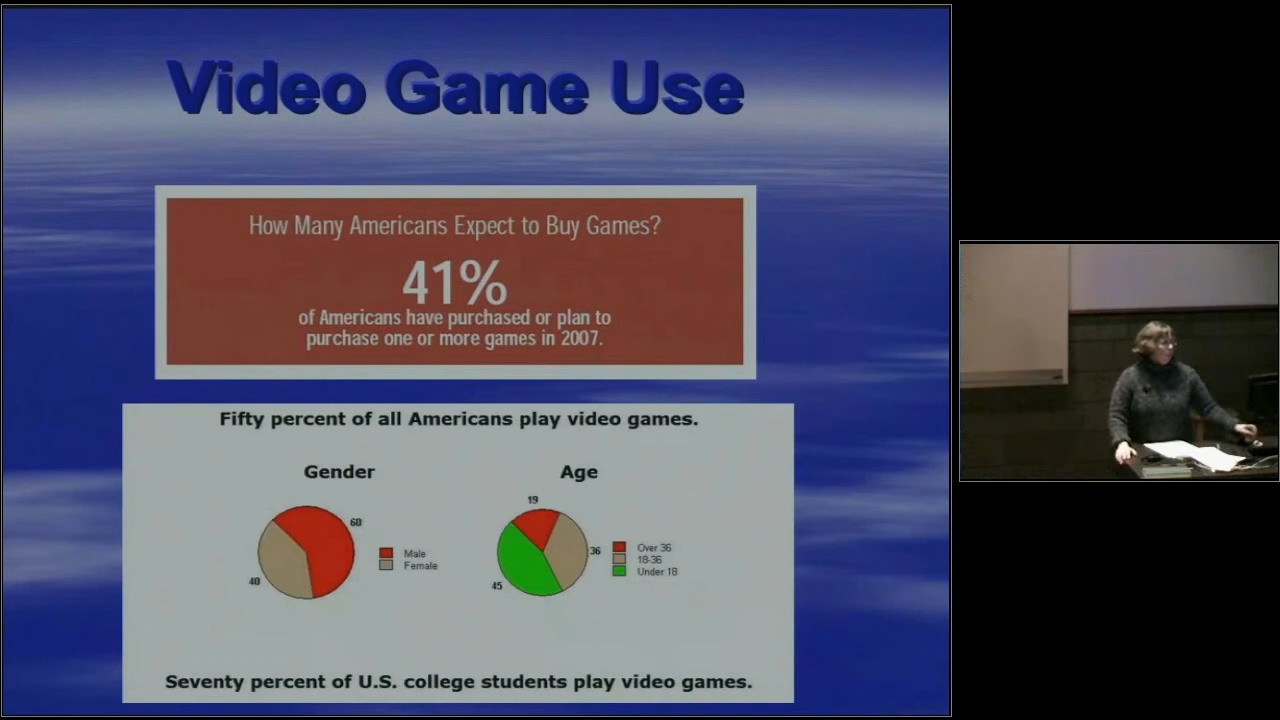 Video Game Use
How Many Americans Expect to Buy Games?
41%
of Americans have purchased or plan to
purchase one or more games in 2007.
Fifty percent of all Americans play video games.
Gender
60
40
Male
Female
Age
19
36
45
Over 36
18-36
Under 18
Seventy percent of U.S. college students play video games.